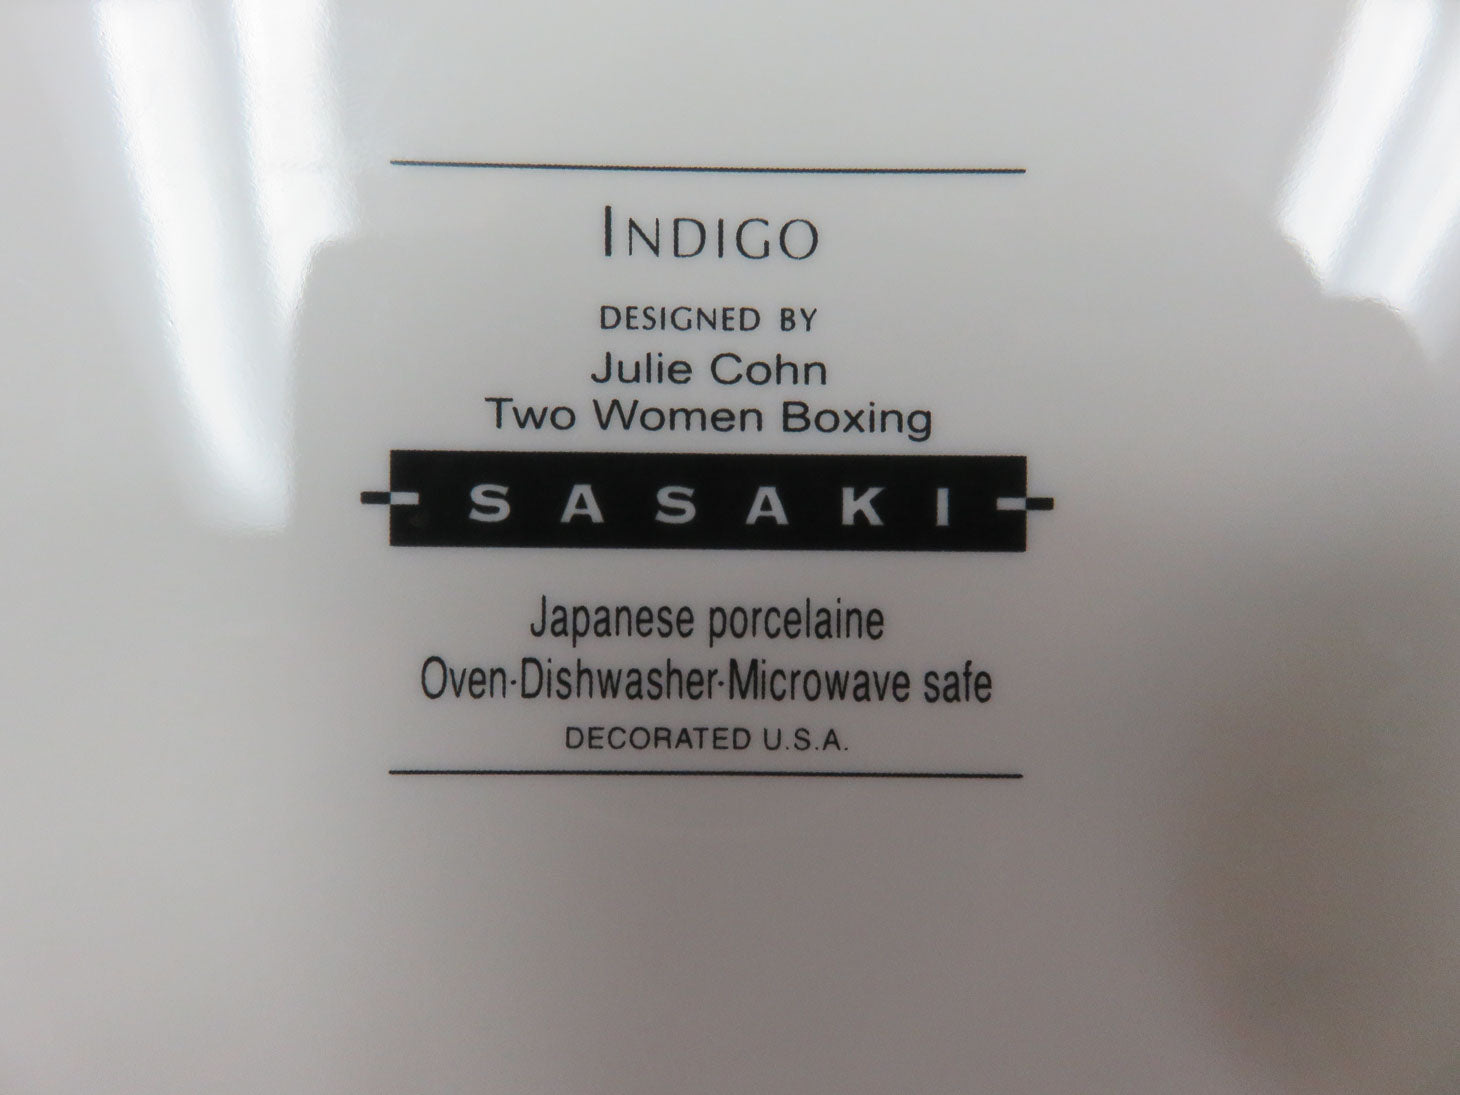 INDIGO
DESIGNED BY
Julie Cohn
Two Women Boxing
SASAKI
Japanese porcelaine
Oven·Dishwasher·Microwave safe
DECORATED U.S.A.